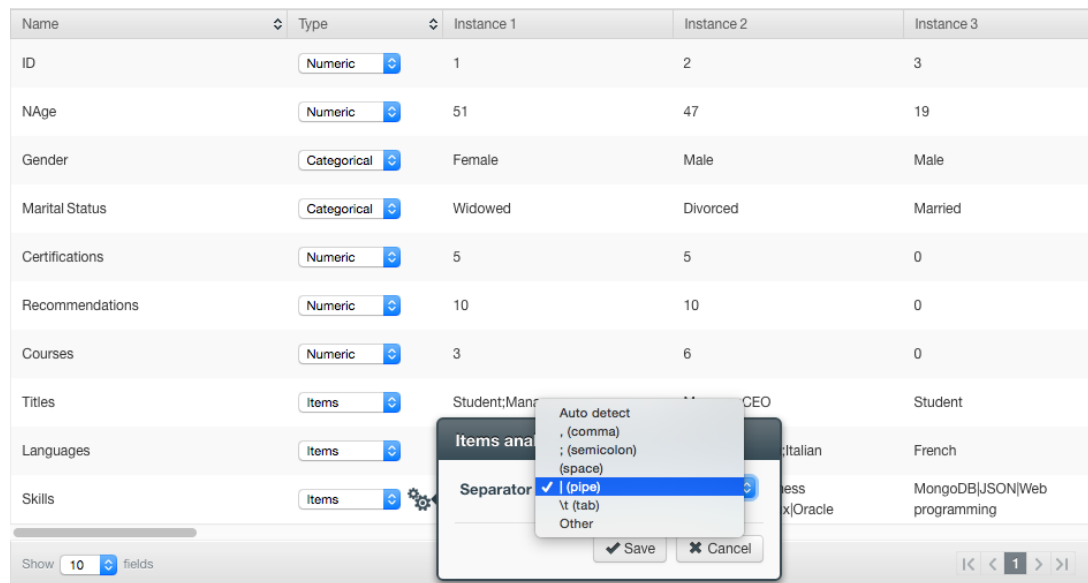 Name Type Instance 1 Instance 2 Instance 3
ID Numeric 1 2 3
NAge Numeric 51 47 19
Gender Categorical Female Male Male
Marital Status Categorical Widowed Divorced Married
Certifications Numeric 5 5 0
Recommendations Numeric 10 10 0
Courses Numeric 3 6 0
Titles Items Student;Mana CEO Student
Auto detect
, (comma)
Items anal
; (semicolon)
Languages Items ;Italian French
(space)
Skills Items Separator ✓ | (pipe) MongoDB|JSON|Web
\t (tab) x|Oracle programming
Other
✔ Save ✖ Cancel
Show 10 fields |< < 1 > >|